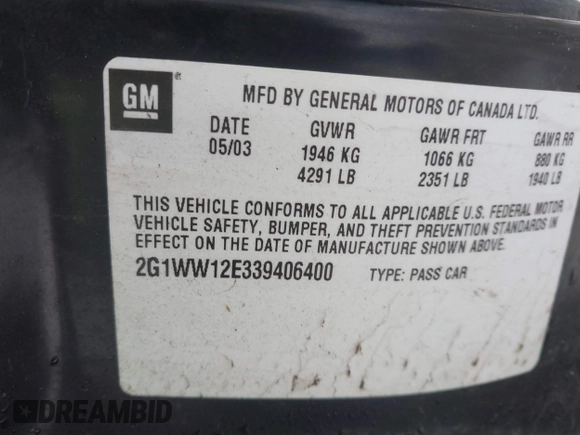 GM
MFD BY GENERAL MOTORS OF CANADA LTD.
DATE GVWR GAWR FRT GAWR RR
05/03 1946 KG 1066 KG 880 KG
4291 LB 2351 LB 1940 LB
THIS VEHICLE CONFORMS TO ALL APPLICABLE U.S. FEDERAL MOTOR
VEHICLE SAFETY, BUMPER, AND THEFT PREVENTION STANDARDS IN
EFFECT ON THE DATE OF MANUFACTURE SHOWN ABOVE.
2G1WW12E339406400 TYPE: PASS CAR
DREAMBID